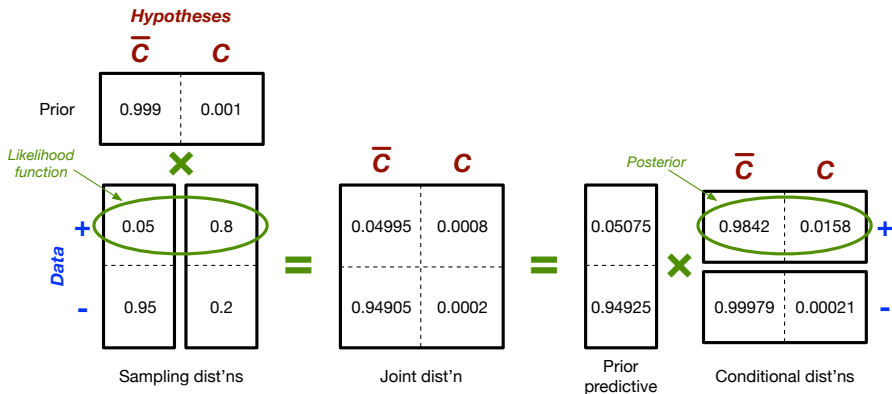 Hypotheses
C̅ C
Prior 0.999 0.001
Likelihood
function
×
C̅ C
Posterior
C̅ C
+ 0.05 0.8
0.04995 0.0008
0.05075
0.9842 0.0158 +
Data
= = ×
- 0.95 0.2
0.94905 0.0002
0.94925
0.99979 0.00021 -
Sampling dist'ns
Joint dist'n
Prior
predictive
Conditional dist'ns